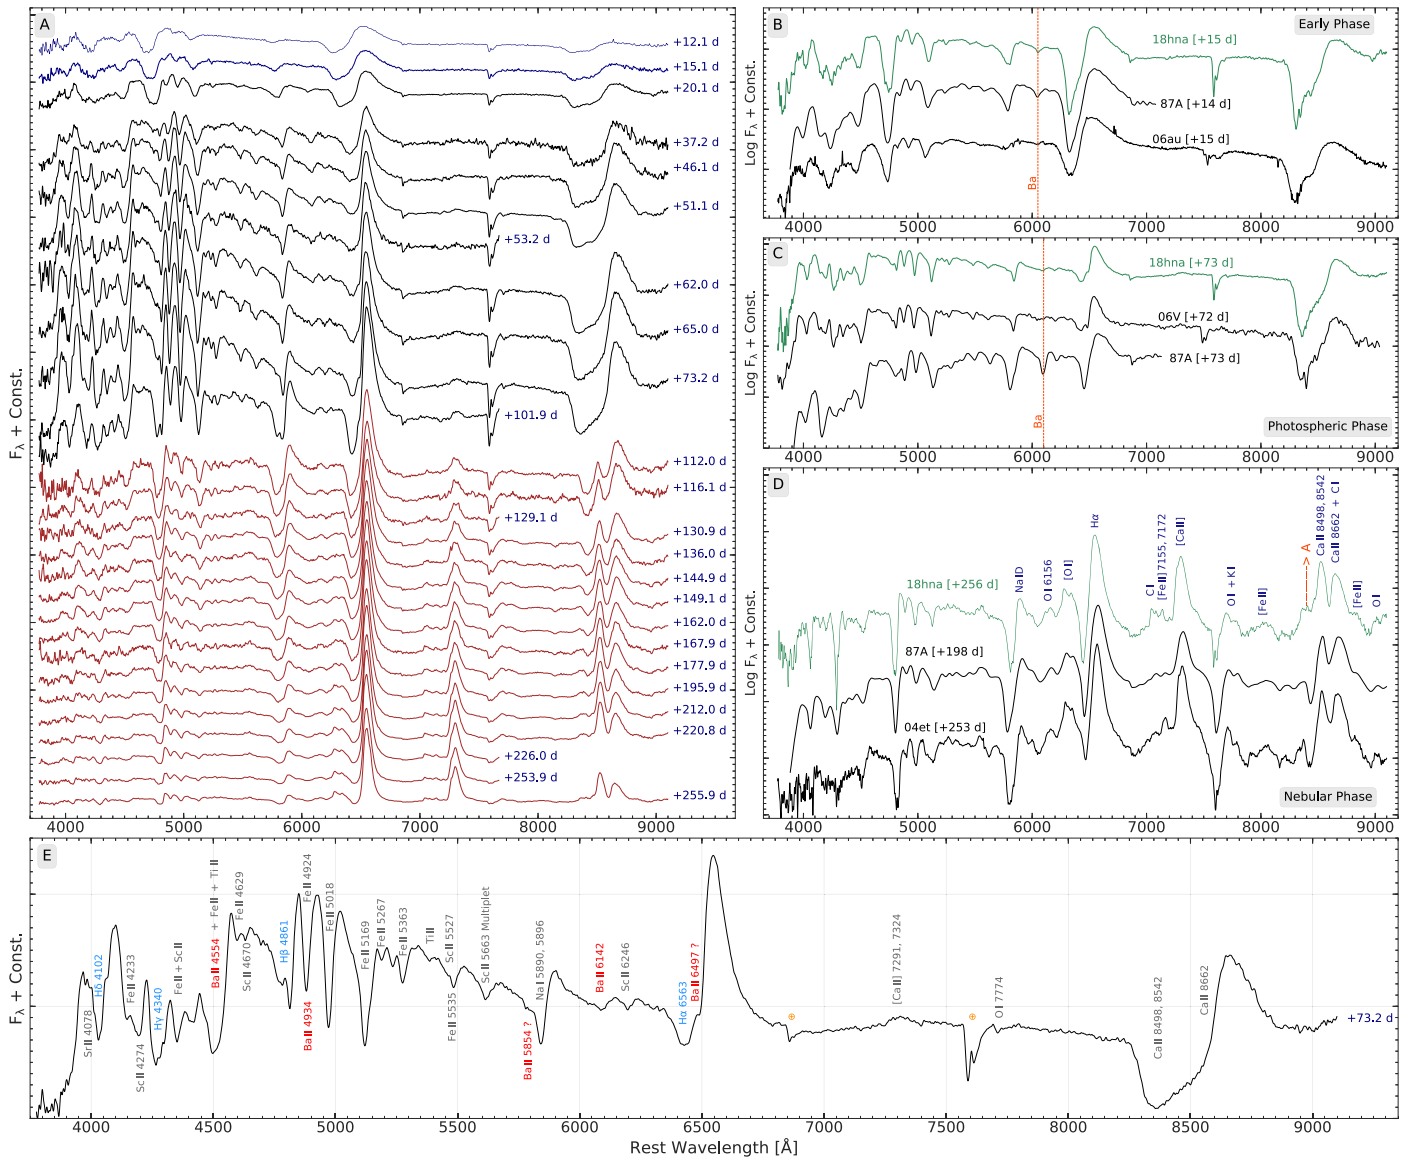 A
+12.1 d
+15.1 d
+20.1 d
+37.2 d
+46.1 d
+51.1 d
+53.2 d
+62.0 d
+65.0 d
+73.2 d
+101.9 d
+112.0 d
+116.1 d
+129.1 d
+130.9 d
+136.0 d
+144.9 d
+149.1 d
+162.0 d
+167.9 d
+177.9 d
+195.9 d
+212.0 d
+220.8 d
+226.0 d
+253.9 d
+255.9 d
F_λ + Const.
4000 5000 6000 7000 8000 9000
B
Early Phase
18hna [+15 d]
87A [+14 d]
06au [+15 d]
Ba
Log F_λ + Const.
4000 5000 6000 7000 8000 9000
C
18hna [+73 d]
06V [+72 d]
87A [+73 d]
Ba
Photospheric Phase
Log F_λ + Const.
4000 5000 6000 7000 8000 9000
D
18hna [+256 d]
87A [+198 d]
04et [+253 d]
Na I D
O I 6156
[O I]
Hα
C I
[Fe II] 7155, 7172
[Ca II]
O I + K I
[Fe II]
-----> A
Ca II 8498, 8542
Ca II 8662 + C I
[Fe II]
O I
Nebular Phase
Log F_λ + Const.
4000 5000 6000 7000 8000 9000
E
Sr II 4078
Hδ 4102
Fe II 4233
Sc II 4274
Hγ 4340
Fe II + Sc II
Ba II 4554 + Fe II + Ti II
Fe II 4629
Sc II 4670
Hβ 4861
Fe II 4924
Ba II 4934
Fe II 5018
Fe II 5169
Fe II 5267
Fe II 5363
Ti II
Sc II 5527
Fe II 5535
Sc II 5663 Multiplet
Ba II 5854 ?
Na I 5890, 5896
Ba II 6142
Sc II 6246
Hα 6563
Ba II 6497 ?
⊕
[Ca II] 7291, 7324
⊕
O I 7774
Ca II 8498, 8542
Ca II 8662
+73.2 d
F_λ + Const.
4000 4500 5000 5500 6000 6500 7000 7500 8000 8500 9000
Rest Wavelength [Å]